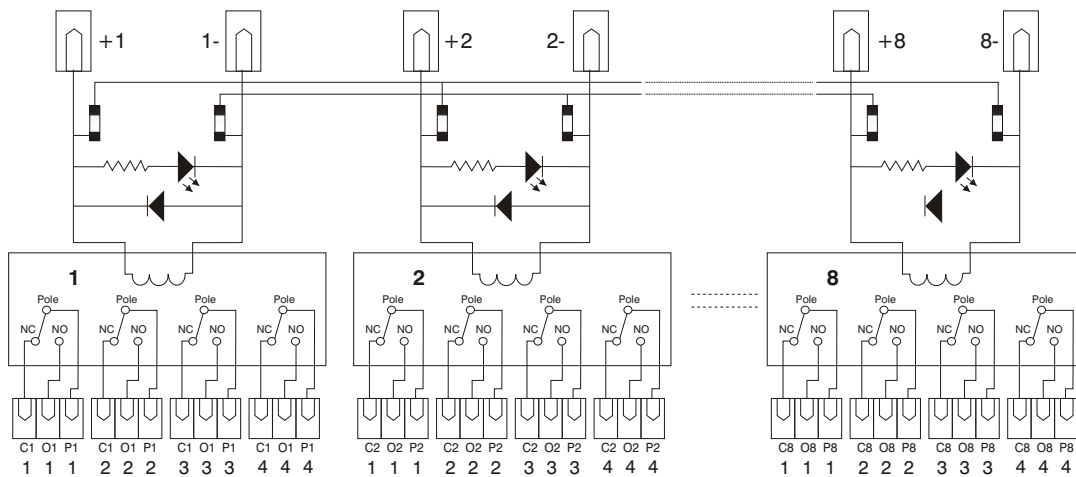 +1 1- +2 2- +8 8-
1 2 8
Pole Pole Pole Pole Pole Pole Pole Pole Pole Pole Pole Pole
NC NO NC NO NC NO NC NO NC NO NC NO NC NO NC NO NC NO NC NO NC NO NC NO
C1 O1 P1 C1 O1 P1 C1 O1 P1 C1 O1 P1 C2 O2 P2 C2 O2 P2 C2 O2 P2 C2 O2 P2 C8 O8 P8 C8 O8 P8 C8 O8 P8 C8 O8 P8
1 1 1 2 2 2 3 3 3 4 4 4 1 1 1 2 2 2 3 3 3 4 4 4 1 1 1 2 2 2 3 3 3 4 4 4